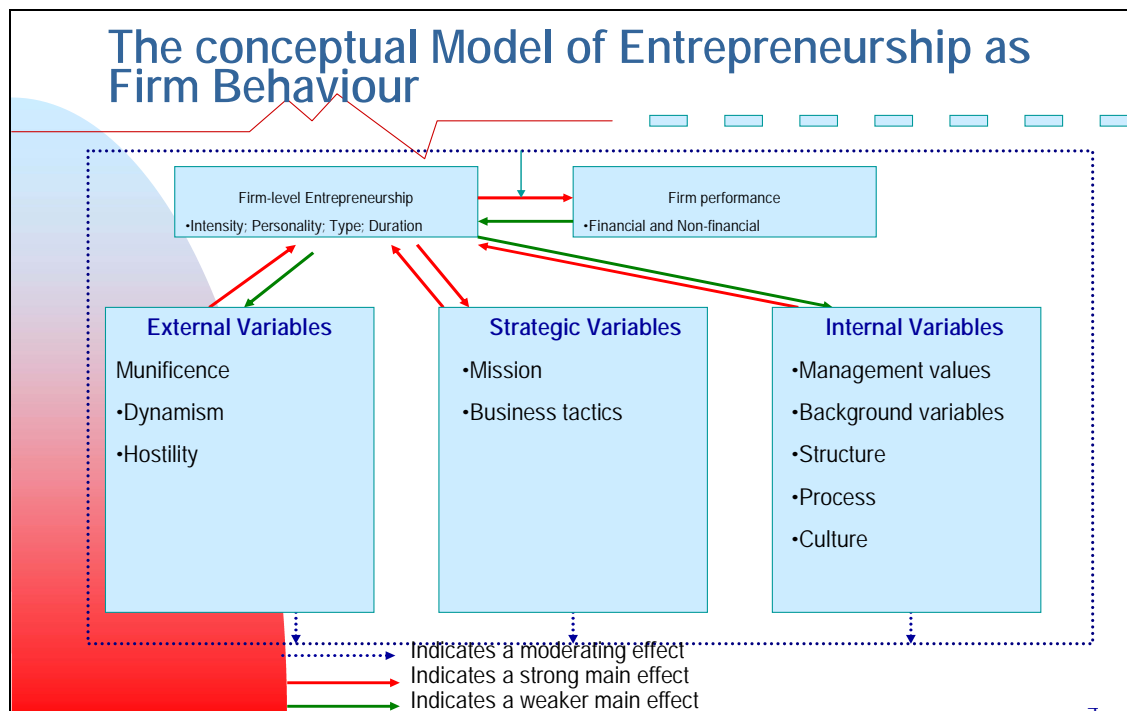 The conceptual Model of Entrepreneurship as
Firm Behaviour
Firm-level Entrepreneurship
•Intensity; Personality; Type; Duration
Firm performance
•Financial and Non-financial
External Variables
Munificence
•Dynamism
•Hostility
Strategic Variables
•Mission
•Business tactics
Internal Variables
•Management values
•Background variables
•Structure
•Process
•Culture
Indicates a moderating effect
Indicates a strong main effect
Indicates a weaker main effect